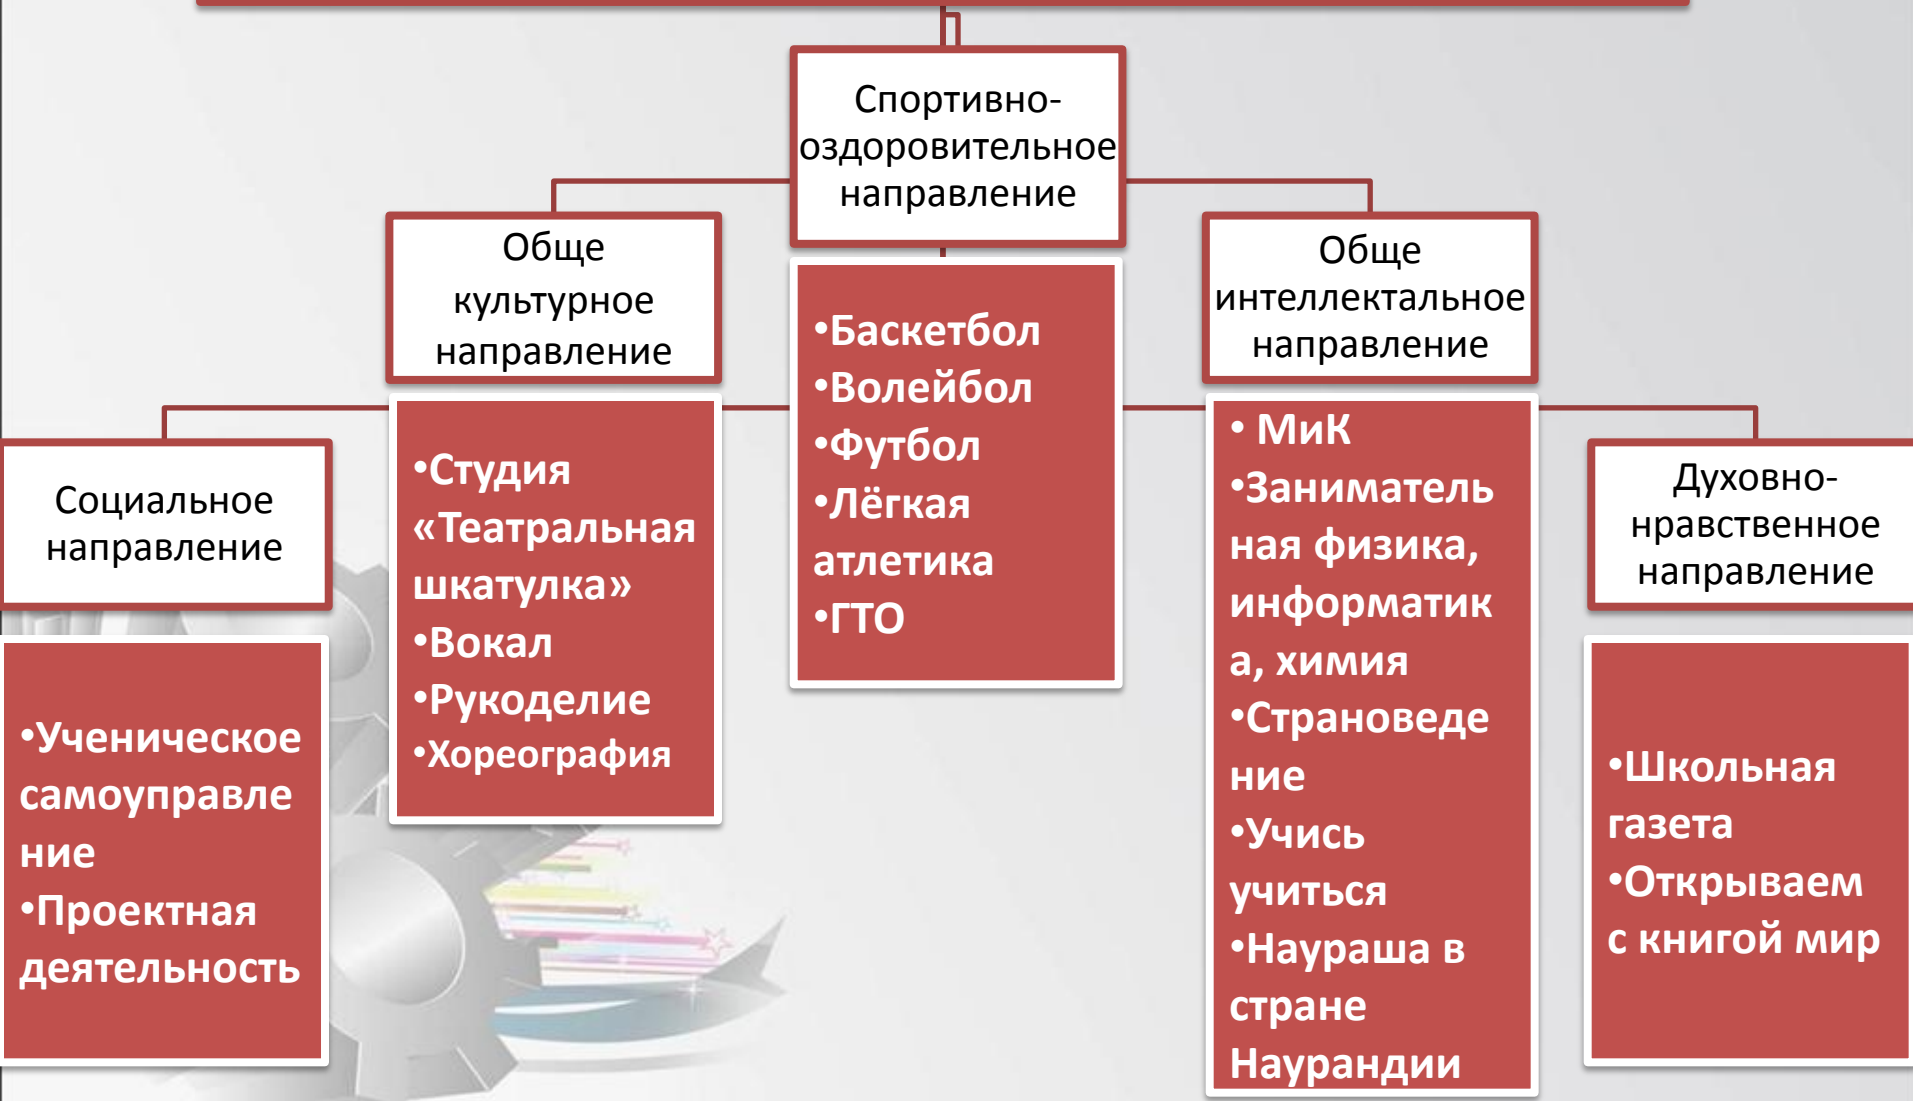 Спортивно-
оздоровительное
направление
Обще
культурное
направление
Обще
интеллектальное
направление
Социальное
направление
Духовно-
нравственное
направление
•Ученическое
самоуправле
ние
•Проектная
деятельность
•Студия
«Театральная
шкатулка»
•Вокал
•Рукоделие
•Хореография
•Баскетбол
•Волейбол
•Футбол
•Лёгкая
атлетика
•ГТО
• МиК
•Заниматель
ная физика,
информатик
а, химия
•Страноведе
ние
•Учись
учиться
•Наураша в
стране
Наурандии
•Школьная
газета
•Открываем
с книгой мир